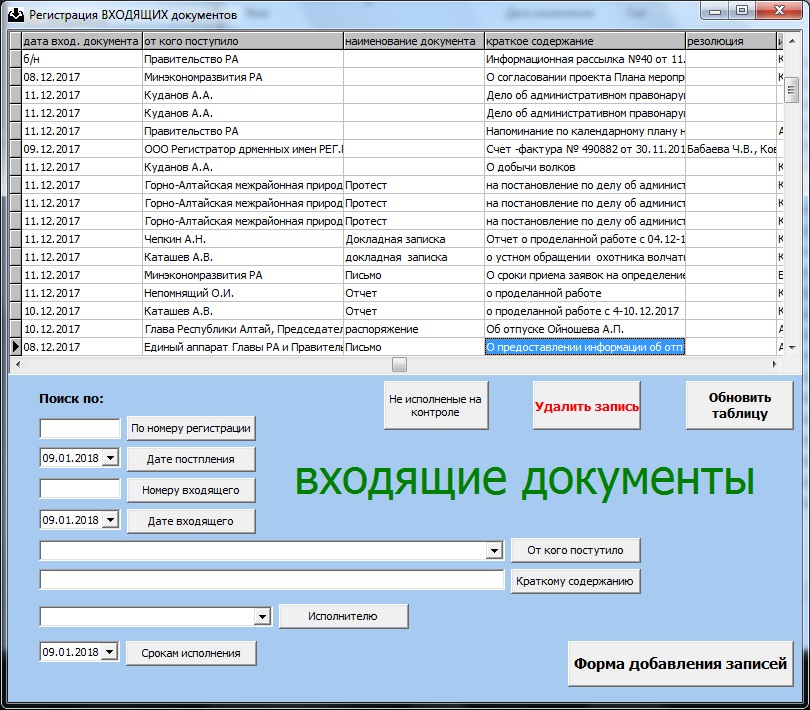 Регистрация ВХОДЯЩИХ документов
дата вход. документа от кого поступило наименование документа краткое содержание резолюция
б/н Правительство РА Информационная рассылка №40 от 11.
08.12.2017 Минэкономразвития РА О согласовании проекта Плана меропр
11.12.2017 Куданов А.А. Дело об административном правонару
11.12.2017 Куданов А.А. Дело об административном правонару
11.12.2017 Правительство РА Напоминание по календарному плану н
09.12.2017 ООО Регистратор дрменных имен РЕГ. Счет -фактура № 490882 от 30.11.201 Бабаева Ч.В., Ков
11.12.2017 Куданов А.А. О добычи волков
11.12.2017 Горно-Алтайская межрайонная природ Протест на постановление по делу об админист
11.12.2017 Горно-Алтайская межрайонная природ Протест на постановление по делу об админист
11.12.2017 Горно-Алтайская межрайонная природ Протест на постановление по делу об админист
11.12.2017 Чепкин А.Н. Докладная записка Отчет о проделанной работе с 04.12-1
11.12.2017 Каташев А.В. докладная записка о устном обращении охотника волчат
11.12.2017 Минэкономразвития РА Письмо О сроки приема заявок на определение
11.12.2017 Непомнящий О.И. Отчет о проделанной работе
10.12.2017 Каташев А.В. Отчет о проделанной работе с 4-10.12.2017
10.12.2017 Глава Республики Алтай, Председател распоряжение Об отпуске Ойношева А.П.
08.12.2017 Единый аппарат Главы РА и Правитель Письмо О предоставлении информации об отп
Поиск по:
Не исполненые на
контроле
Удалить запись
Обновить
таблицу
По номеру регистрации
09.01.2018 Дате постпления
Номеру входящего
09.01.2018 Дате входящего
входящие документы
От кого постутило
Краткому содержанию
Исполнителю
09.01.2018 Срокам исполнения
Форма добавления записей